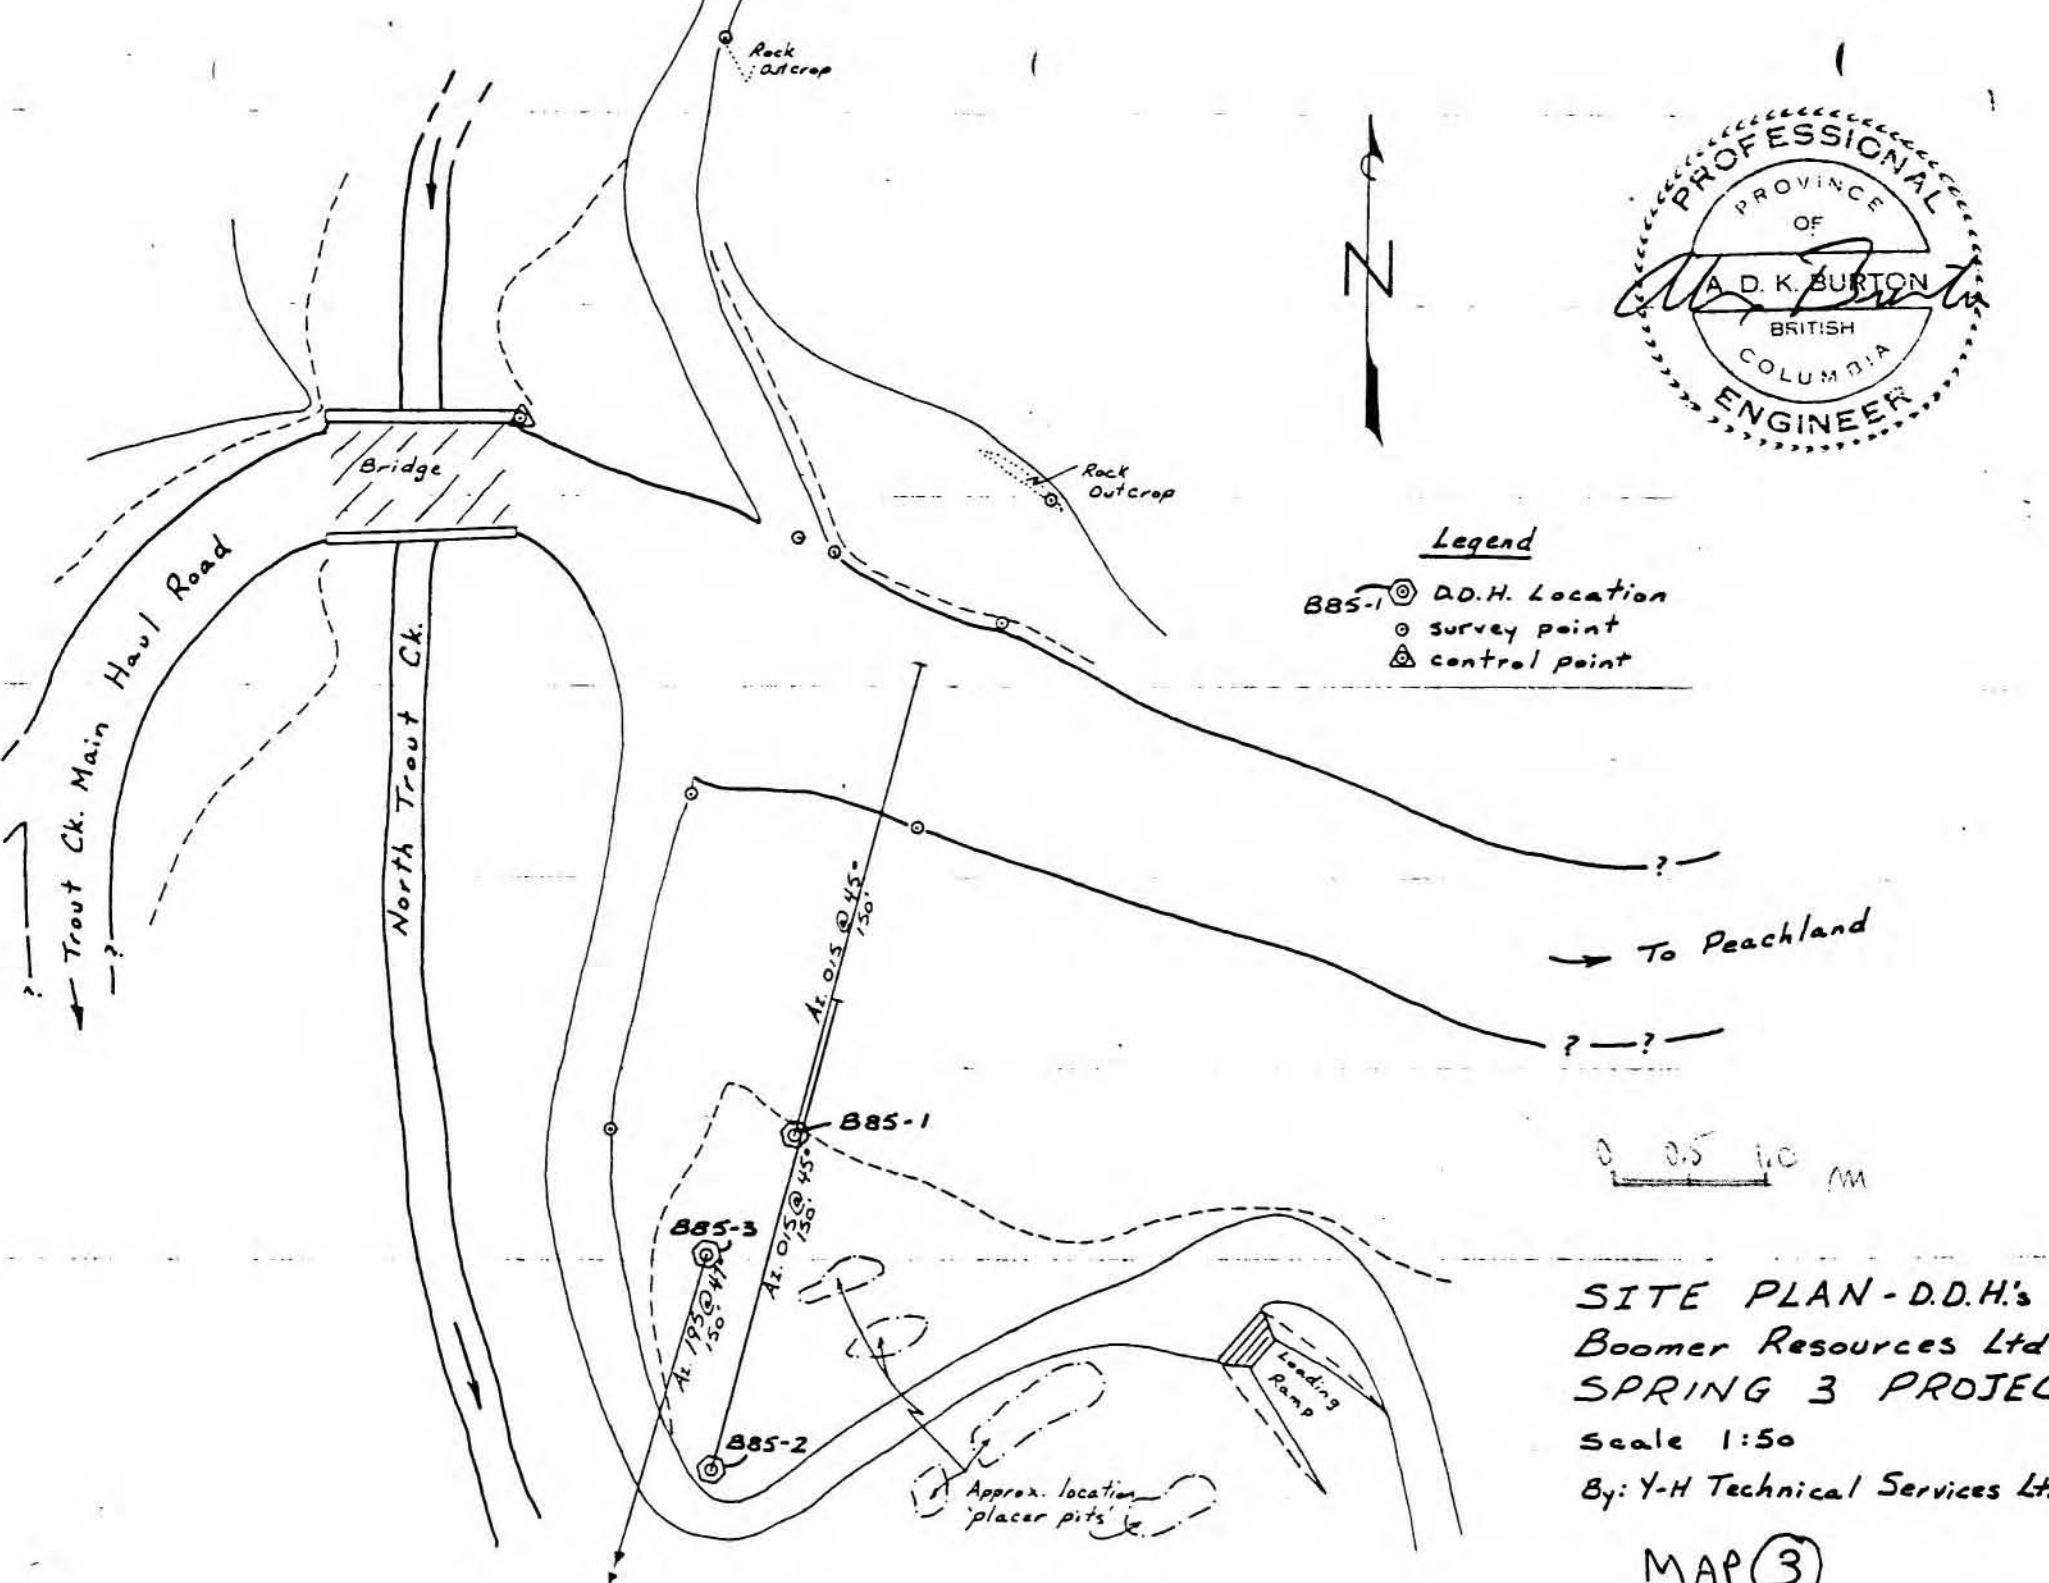 Rock
Outcrop
PROFESSIONAL
PROVINCE
OF
A. D. K. BURTON
BRITISH
COLUMBIA
ENGINEER
N
Bridge
Rock
Outcrop
Legend
B85-1 D.D.H. Location
survey point
control point
Trout Ck. Main Haul Road
North Trout Ck.
?
?
?
To Peachland
? ?
Az. 015 @ 45°
150'
B85-1
0 0.5 1.0 m
Az. 015 @ 45°
150'
B85-3
Az. 195 @ 47°
150'
B85-2
Loading
Ramp
Approx. location
'placer pits'
SITE PLAN - D.D.H.'s
Boomer Resources Ltd
SPRING 3 PROJEC
Scale 1:50
By: Y-H Technical Services Lt
MAP 3